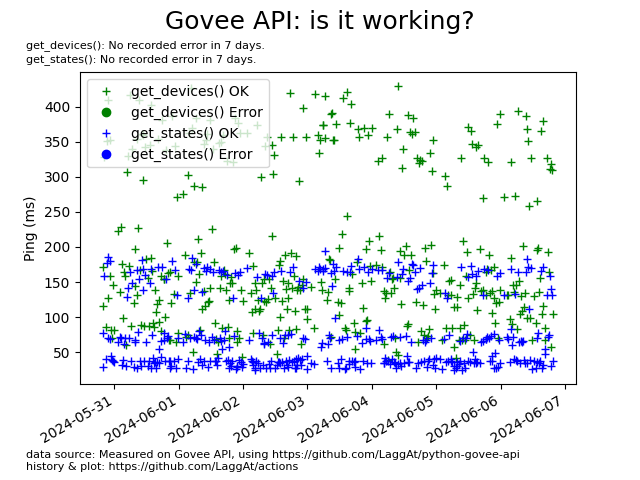 Govee API: is it working?
get_devices(): No recorded error in 7 days.
get_states(): No recorded error in 7 days.
get_devices() OK
get_devices() Error
get_states() OK
get_states() Error
Ping (ms)
400
350
300
250
200
150
100
50
2024-05-31
2024-06-01
2024-06-02
2024-06-03
2024-06-04
2024-06-05
2024-06-06
2024-06-07
data source: Measured on Govee API, using https://github.com/LaggAt/python-govee-api
history & plot: https://github.com/LaggAt/actions